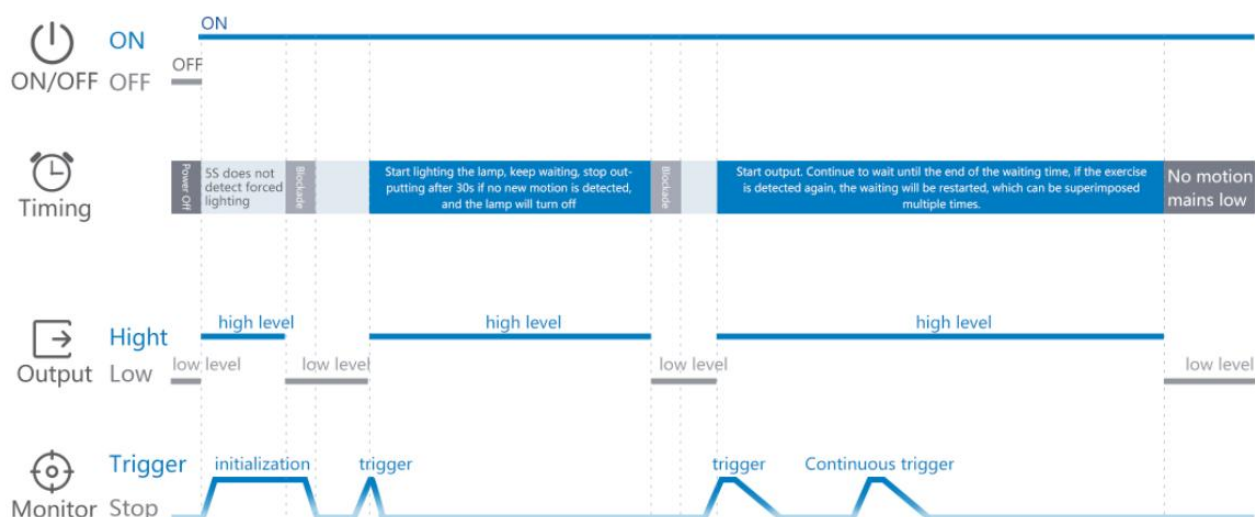 ON
ON
OFF
ON/OFF OFF
Timing
Power Off
5S does not
detect forced
lighting
Blockade
Start lighting the lamp, keep waiting, stop out-
putting after 30s if no new motion is detected,
and the lamp will turn off
Blockade
Start output. Continue to wait until the end of the waiting time, if the exercise
is detected again, the waiting will be restarted, which can be superimposed
multiple times.
No motion
mains low
Hight
high level
high level
high level
Output Low
low level
low level
low level
low level
Trigger
initialization
trigger
trigger
Continuous trigger
Monitor Stop